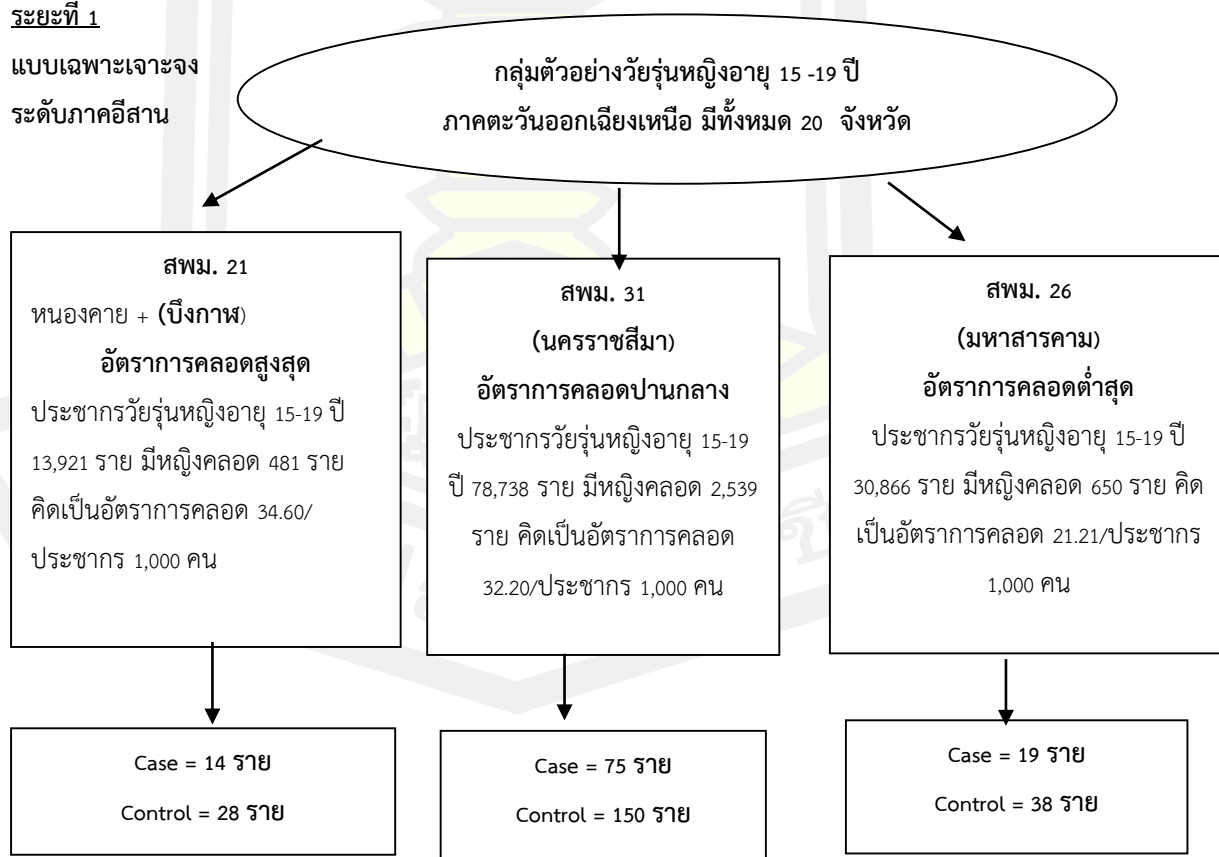 ระยะที่ 1
แบบเฉพาะเจาะจง
ระดับภาคอีสาน
กลุ่มตัวอย่างวัยรุ่นหญิงอายุ 15 -19 ปี
ภาคตะวันออกเฉียงเหนือ มีทั้งหมด 20 จังหวัด
สพม. 21
หนองคาย + (บึงกาฬ)
อัตราการคลอดสูงสุด
ประชากรวัยรุ่นหญิงอายุ 15-19 ปี
13,921 ราย มีหญิงคลอด 481 ราย
คิดเป็นอัตราการคลอด 34.60/
ประชากร 1,000 คน
สพม. 31
(นครราชสีมา)
อัตราการคลอดปานกลาง
ประชากรวัยรุ่นหญิงอายุ 15-19
ปี 78,738 ราย มีหญิงคลอด 2,539
ราย คิดเป็นอัตราการคลอด
32.20/ประชากร 1,000 คน
สพม. 26
(มหาสารคาม)
อัตราการคลอดต่ำสุด
ประชากรวัยรุ่นหญิงอายุ 15-19 ปี
30,866 ราย มีหญิงคลอด 650 ราย คิด
เป็นอัตราการคลอด 21.21/ประชากร
1,000 คน
Case = 14 ราย
Control = 28 ราย
Case = 75 ราย
Control = 150 ราย
Case = 19 ราย
Control = 38 ราย